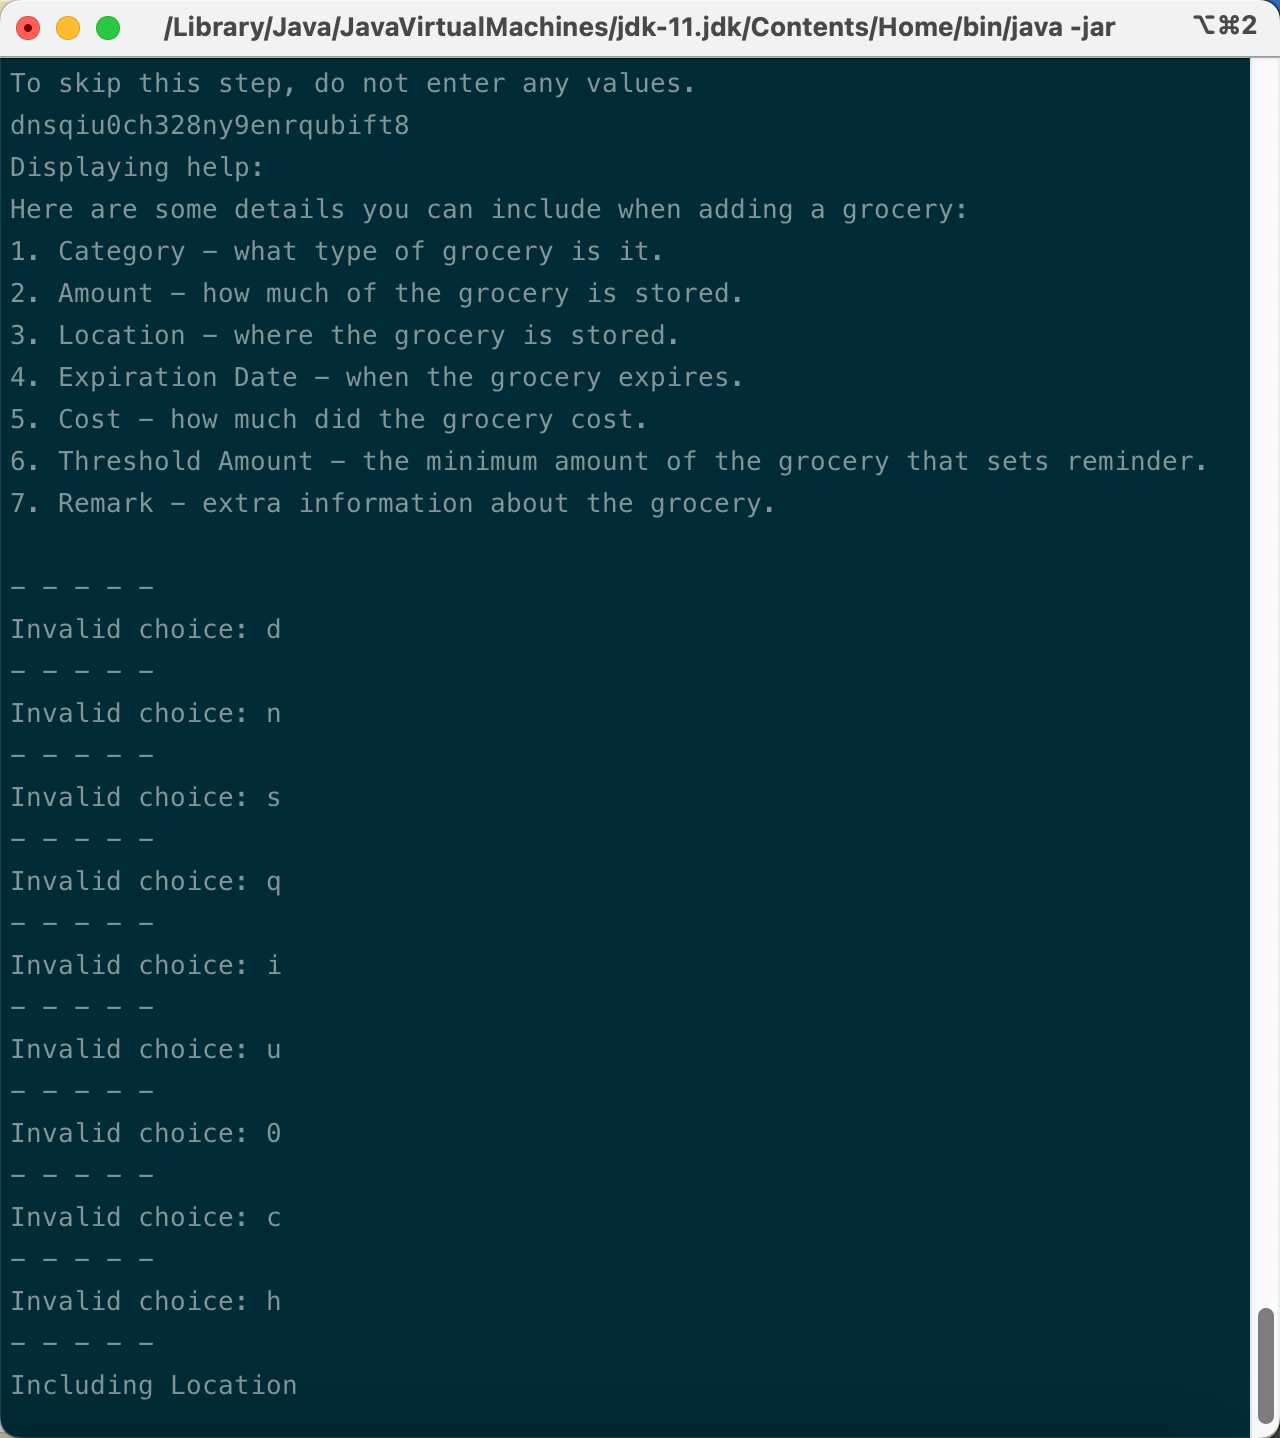 /Library/Java/JavaVirtualMachines/jdk-11.jdk/Contents/Home/bin/java -jar ⌥⌘2
To skip this step, do not enter any values.
dnsqiu0ch328ny9enrqubift8
Displaying help:
Here are some details you can include when adding a grocery:
1. Category – what type of grocery is it.
2. Amount – how much of the grocery is stored.
3. Location – where the grocery is stored.
4. Expiration Date – when the grocery expires.
5. Cost – how much did the grocery cost.
6. Threshold Amount – the minimum amount of the grocery that sets reminder.
7. Remark – extra information about the grocery.
– – – – –
Invalid choice: d
– – – – –
Invalid choice: n
– – – – –
Invalid choice: s
– – – – –
Invalid choice: q
– – – – –
Invalid choice: i
– – – – –
Invalid choice: u
– – – – –
Invalid choice: 0
– – – – –
Invalid choice: c
– – – – –
Invalid choice: h
– – – – –
Including Location